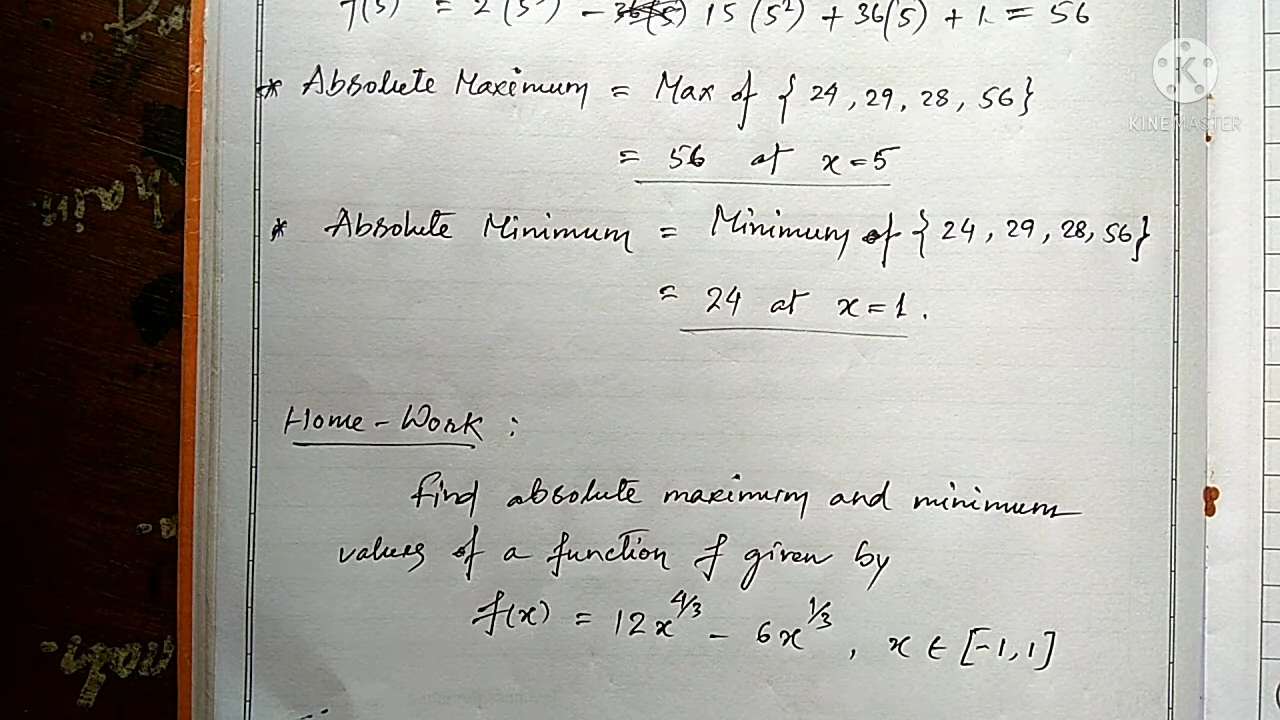 f(5) = 2(5³) - 36(5) 15(5²) + 36(5) + 1 = 56
KINEMASTER
* Absolute Maximum = Max of { 24, 29, 28, 56}
= 56 at x=5
* Absolute Minimum = Minimum of { 24, 29, 28, 56}
= 24 at x=1.
Home-Work :
Find absolute maximum and minimum
values of a function f given by
f(x) = 12x^4/3 - 6x^1/3 , x ∈ [-1, 1]